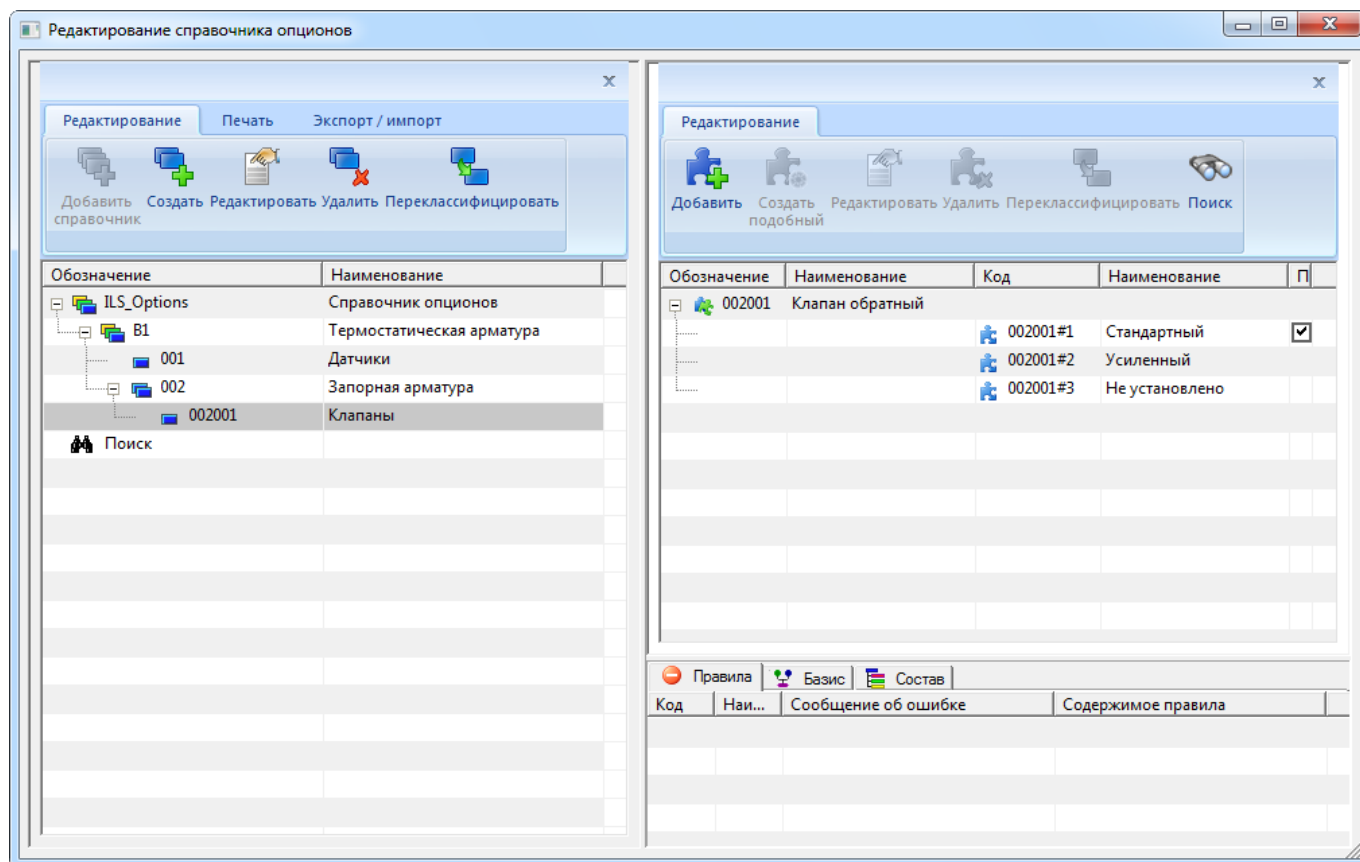 Редактирование справочника опционов
Редактирование Печать Экспорт / импорт
Добавить справочник Создать Редактировать Удалить Переклассифицировать
Обозначение Наименование
ILS_Options Справочник опционов
B1 Термостатическая арматура
001 Датчики
002 Запорная арматура
002001 Клапаны
Поиск
Редактирование
Добавить Создать подобный Редактировать Удалить Переклассифицировать Поиск
Обозначение Наименование Код Наименование П
002001 Клапан обратный
002001#1 Стандартный
002001#2 Усиленный
002001#3 Не установлено
Правила Базис Состав
Код Наи... Сообщение об ошибке Содержимое правила